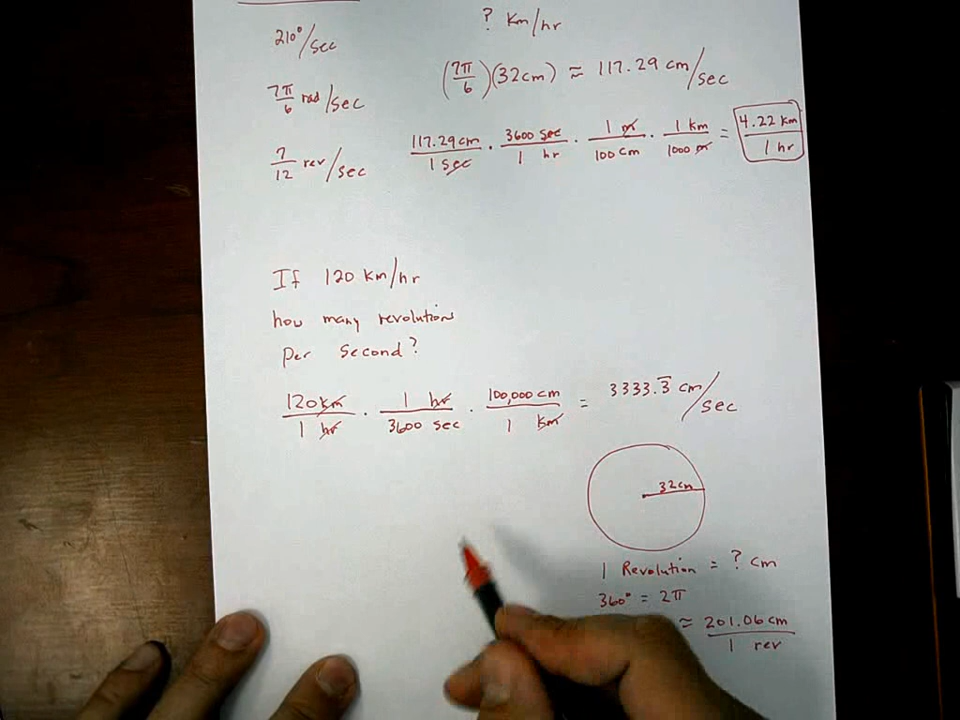 210°/sec
? Km/hr
7π/6 rad/sec
(7π/6)(32cm) ≈ 117.29 cm/sec
7/12 rev/sec
117.29cm/1 sec · 3600 sec/1 hr · 1 m/100 cm · 1 km/1000 m = 4.22 km/1 hr
If 120 km/hr
how many revolutions
Per second?
120km/1 hr · 1 hr/3600 sec · 100,000 cm/1 km = 3333.3̅ cm/sec
32cm
1 Revolution = ? cm
360° = 2π
≈ 201.06 cm/1 rev